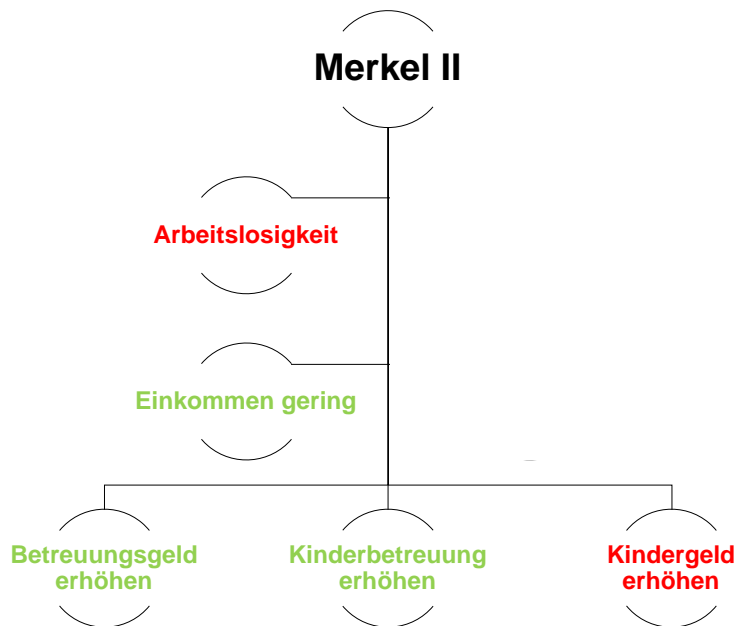 Merkel II
Arbeitslosigkeit
Einkommen gering
Betreuungsgeld
erhöhen
Kinderbetreuung
erhöhen
Kindergeld
erhöhen